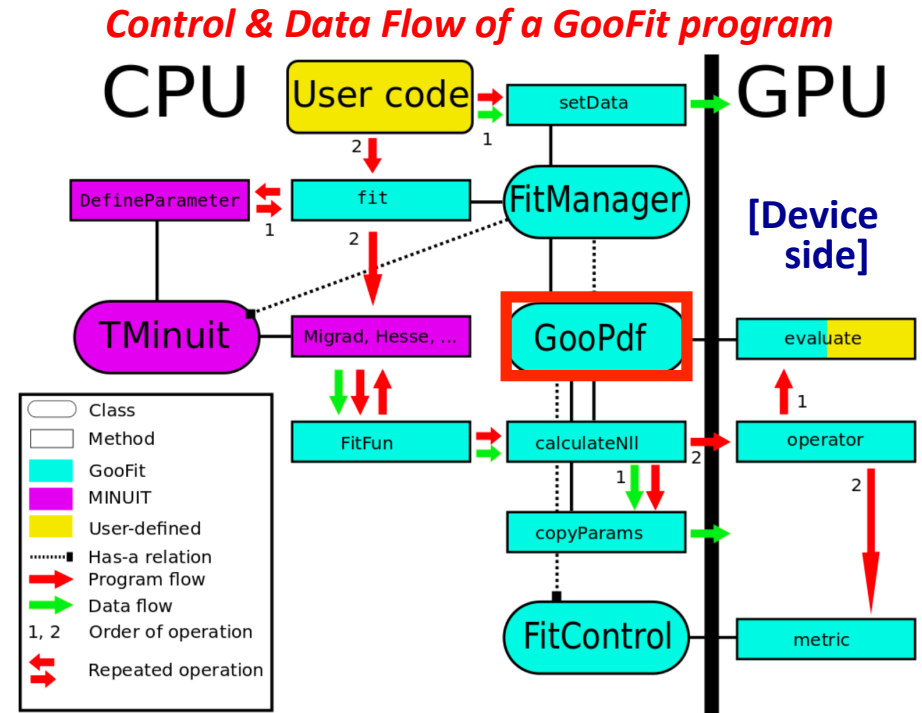 Control & Data Flow of a GooFit program
CPU
GPU
User code
1
setData
2
DefineParameter
1
fit
FitManager
[Device
side]
2
TMinuit
Migrad, Hesse, ...
GooPdf
evaluate
1
FitFun
calculateNll
2
operator
1
2
copyParams
FitControl
metric
Class
Method
GooFit
MINUIT
User-defined
Has-a relation
Program flow
Data flow
1, 2 Order of operation
Repeated operation